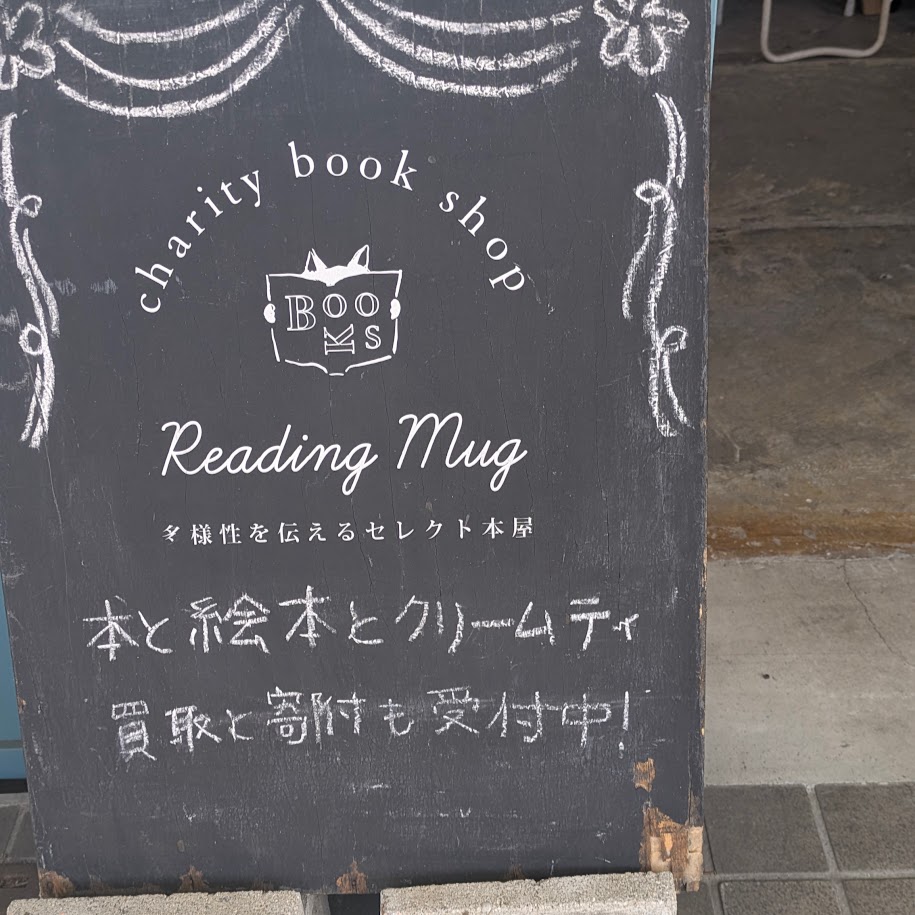 charity book shop
BOOKS
Reading Mug
多様性を伝えるセレクト本屋
本と絵本とクリームティ
買取と寄附も受付中!